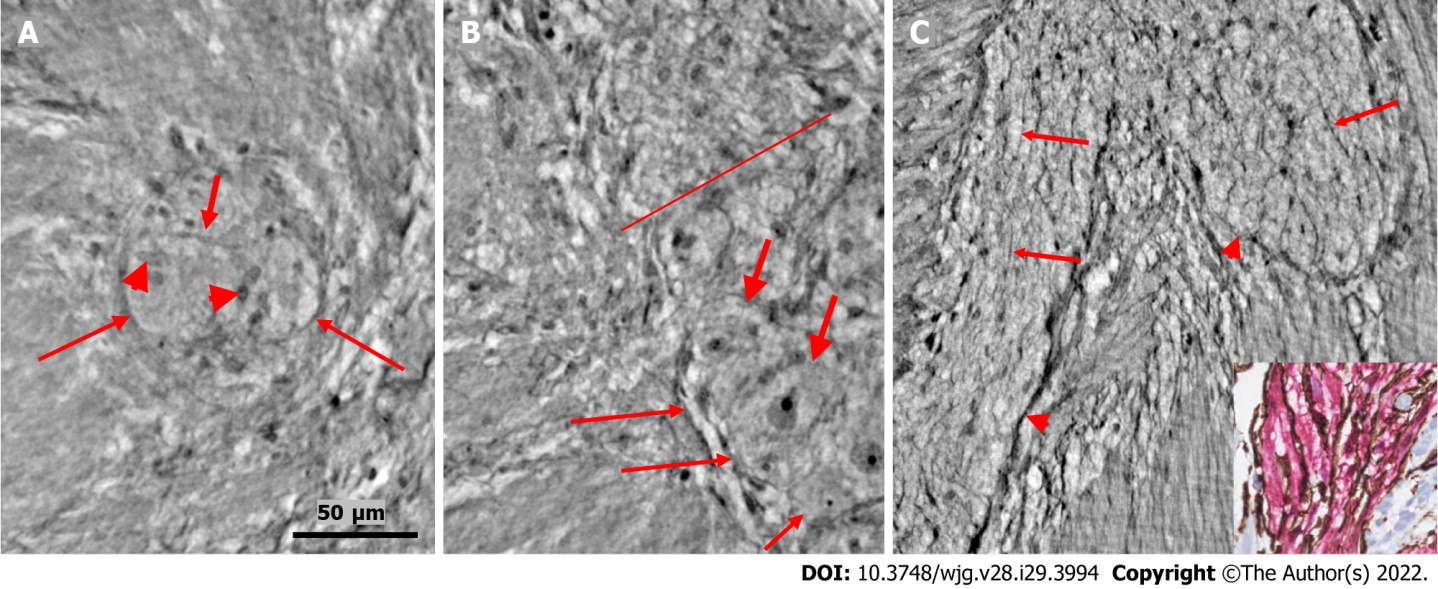 A
B
C
50 μm
DOI: 10.3748/wjg.v28.i29.3994 Copyright ©The Author(s) 2022.